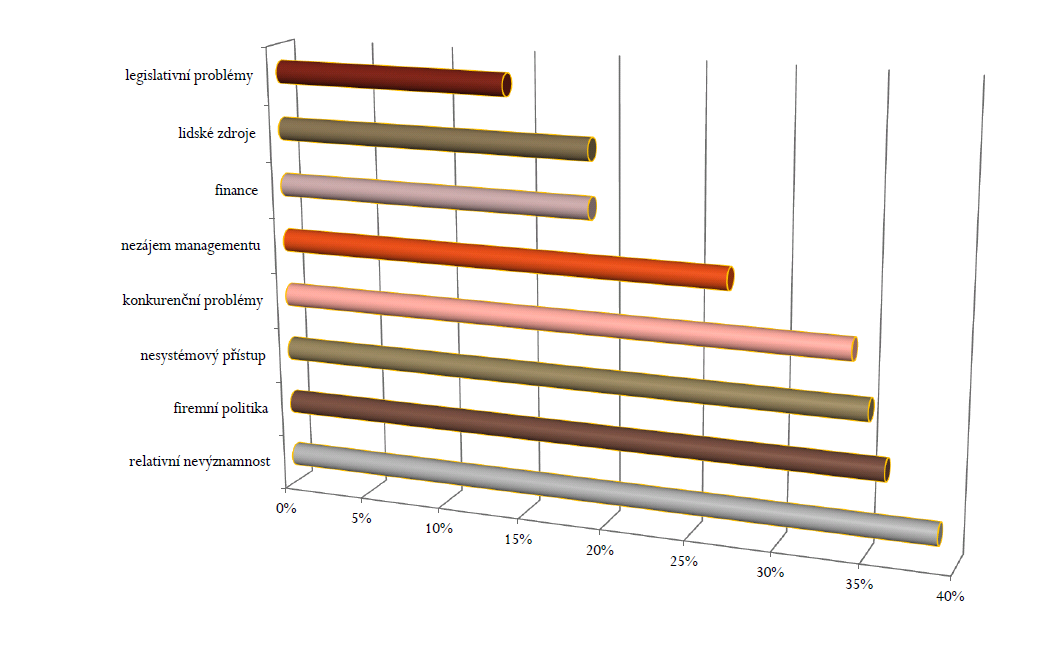 legislativní problémy
lidské zdroje
finance
nezájem managementu
konkurenční problémy
nesystémový přístup
firemní politika
relativní nevýznamnost
0%
5%
10%
15%
20%
25%
30%
35%
40%